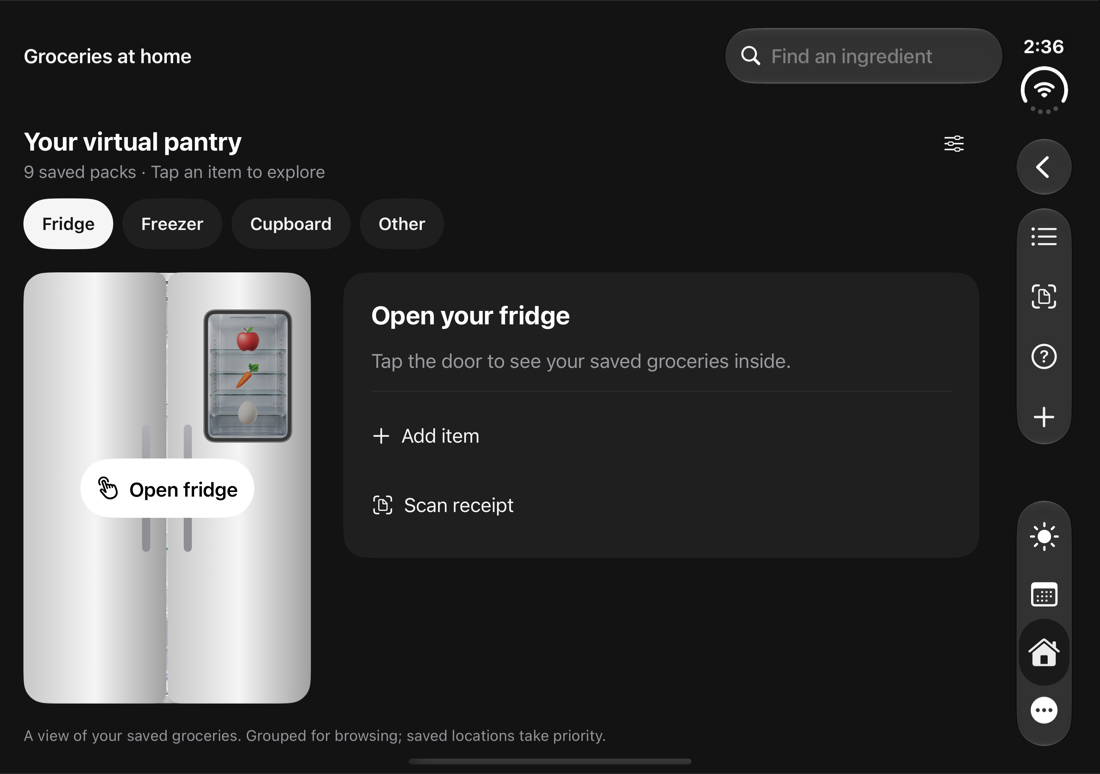 Groceries at home
Find an ingredient
2:36
Your virtual pantry
9 saved packs · Tap an item to explore
Fridge
Freezer
Cupboard
Other
Open your fridge
Tap the door to see your saved groceries inside.
Add item
Open fridge
Scan receipt
A view of your saved groceries. Grouped for browsing; saved locations take priority.